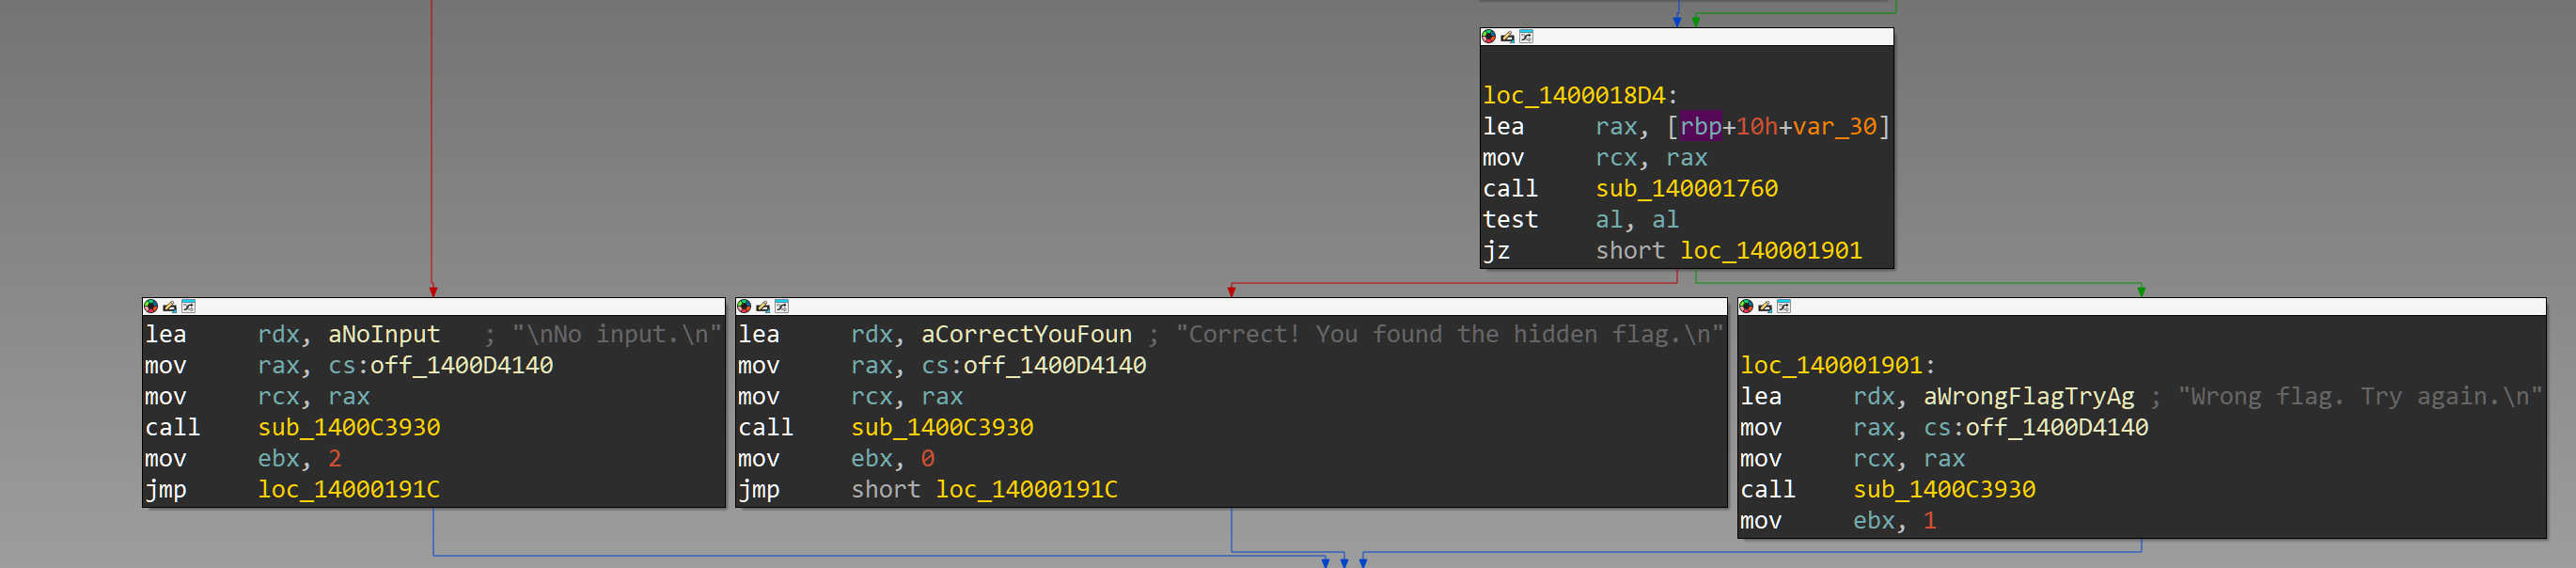 loc_1400018D4:
lea rax, [rbp+10h+var_30]
mov rcx, rax
call sub_140001760
test al, al
jz short loc_140001901
lea rdx, aNoInput ; "\nNo input.\n"
mov rax, cs:off_1400D4140
mov rcx, rax
call sub_1400C3930
mov ebx, 2
jmp loc_14000191C
lea rdx, aCorrectYouFoun ; "Correct! You found the hidden flag.\n"
mov rax, cs:off_1400D4140
mov rcx, rax
call sub_1400C3930
mov ebx, 0
jmp short loc_14000191C
loc_140001901:
lea rdx, aWrongFlagTryAg ; "Wrong flag. Try again.\n"
mov rax, cs:off_1400D4140
mov rcx, rax
call sub_1400C3930
mov ebx, 1